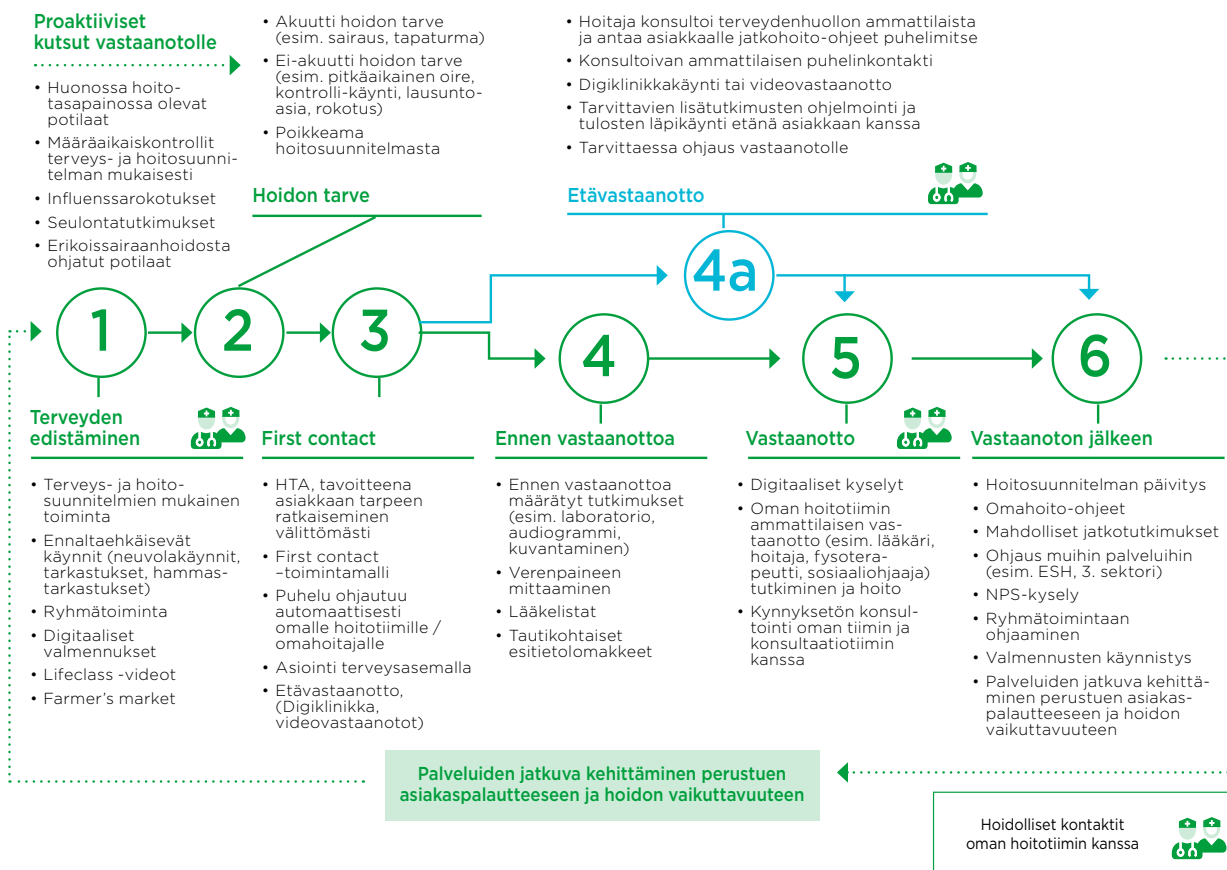 Proaktiiviset
kutsut vastaanotolle
• Huonossa hoito-
tasapainossa olevat
potilaat
• Määräaikaiskontrollit
terveys- ja hoitosuunni-
telman mukaisesti
• Influenssarokotukset
• Seulontatutkimukset
• Erikoissairaanhoidosta
ohjatut potilaat
• Akuutti hoidon tarve
(esim. sairaus, tapaturma)
• Ei-akuutti hoidon tarve
(esim. pitkäaikainen oire,
kontrolli-käynti, lausunto-
asia, rokotus)
• Poikkeama
hoitosuunnitelmasta
Hoidon tarve
• Hoitaja konsultoi terveydenhuollon ammattilaista
ja antaa asiakkaalle jatkohoito-ohjeet puhelimitse
• Konsultoivan ammattilaisen puhelinkontakti
• Digiklinikkakäynti tai videovastaanotto
• Tarvittavien lisätutkimusten ohjelmointi ja
tulosten läpikäynti etänä asiakkaan kanssa
• Tarvittaessa ohjaus vastaanotolle
Etävastaanotto
4a
1
2
3
4
5
6
Terveyden
edistäminen
• Terveys- ja hoito-
suunnitelmien mukainen
toiminta
• Ennaltaehkäisevät
käynnit (neuvolakäynnit,
tarkastukset, hammas-
tarkastukset)
• Ryhmätoiminta
• Digitaaliset
valmennukset
• Lifeclass -videot
• Farmer's market
First contact
• HTA, tavoitteena
asiakkaan tarpeen
ratkaiseminen
välittömästi
• First contact
–toimintamalli
• Puhelu ohjautuu
automaattisesti
omalle hoitotiimille /
omahoitajalle
• Asiointi terveysasemalla
• Etävastaanotto,
(Digiklinikka,
videovastaanotot)
Ennen vastaanottoa
• Ennen vastaanottoa
määrätyt tutkimukset
(esim. laboratorio,
audiogrammi,
kuvantaminen)
• Verenpaineen
mittaaminen
• Lääkelistat
• Tautikohtaiset
esitietolomakkeet
Vastaanotto
• Digitaaliset kyselyt
• Oman hoitotiimin
ammattilaisen vas-
taanotto (esim. lääkäri,
hoitaja, fysotera-
peutti, sosiaaliohjaaja)
tutkiminen ja hoito
• Kynnyksetön konsul-
tointi oman tiimin ja
konsultaatiotiimin
kanssa
Vastaanoton jälkeen
• Hoitosuunnitelman päivitys
• Omahoito-ohjeet
• Mahdolliset jatkotutkimukset
• Ohjaus muihin palveluihin
(esim. ESH, 3. sektori)
• NPS-kysely
• Ryhmätoimintaan
ohjaaminen
• Valmennusten käynnistys
• Palveluiden jatkuva kehittä-
minen perustuen asiakas-
palautteeseen ja hoidon
vaikuttavuuteen
Palveluiden jatkuva kehittäminen perustuen
asiakaspalautteeseen ja hoidon vaikuttavuuteen
Hoidolliset kontaktit
oman hoitotiimin kanssa